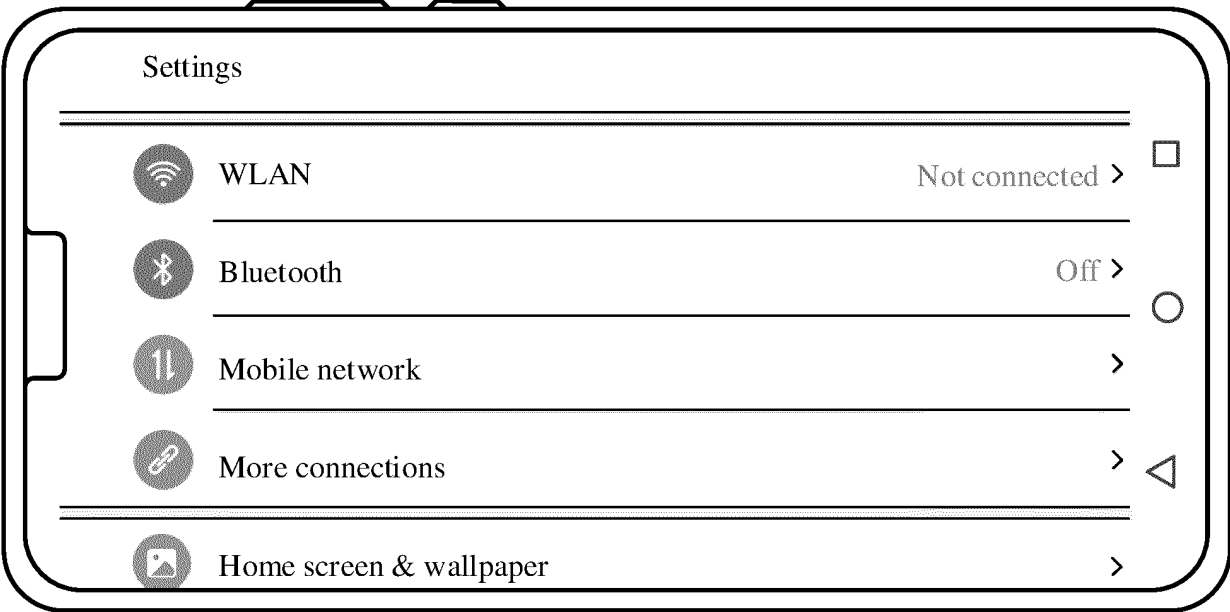 Settings
WLAN Not connected
Bluetooth Off
Mobile network
More connections
Home screen & wallpaper